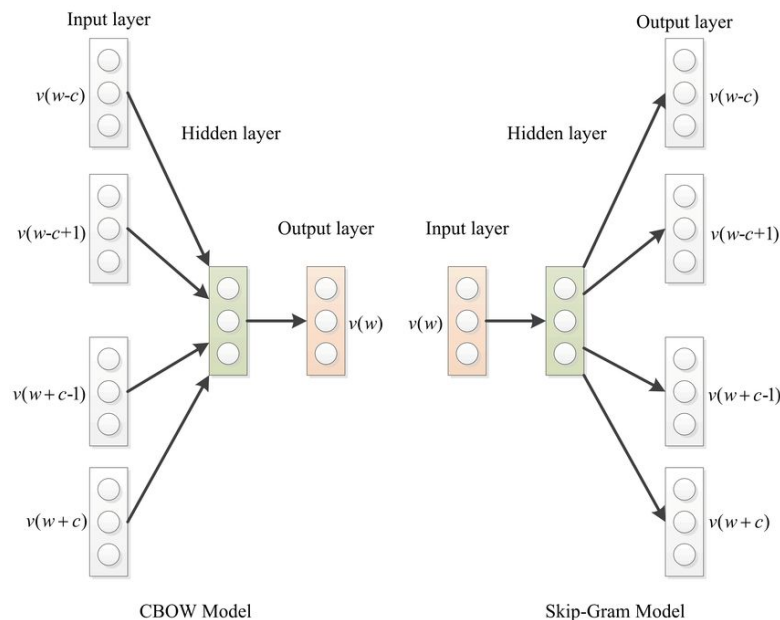 Input layer
v(w-c)
Hidden layer
v(w-c+1)
Output layer
v(w)
v(w+c-1)
v(w+c)
CBOW Model
Output layer
v(w-c)
Hidden layer
v(w-c+1)
Input layer
v(w)
v(w+c-1)
v(w+c)
Skip-Gram Model